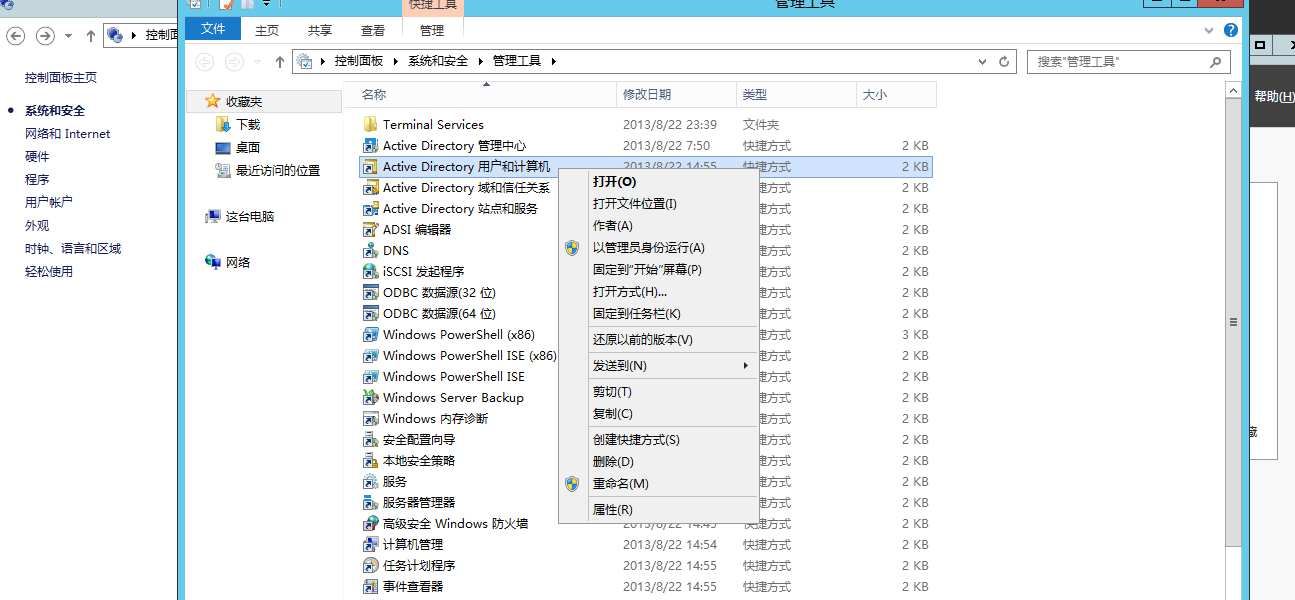 快捷工具
管理工具
文件
主页
共享
查看
管理
控制面板
系统和安全
管理工具
搜索"管理工具"
控制面板主页
系统和安全
网络和 Internet
硬件
程序
用户帐户
外观
时钟、语言和区域
轻松使用
收藏夹
下载
桌面
最近访问的位置
这台电脑
网络
名称 修改日期 类型 大小
Terminal Services 2013/8/22 23:39 文件夹
Active Directory 管理中心 2013/8/22 7:50 快捷方式 2 KB
Active Directory 用户和计算机 2013/8/22 14:55 快捷方式 2 KB
Active Directory 域和信任关系 捷方式 2 KB
Active Directory 站点和服务 捷方式 2 KB
ADSI 编辑器 捷方式 2 KB
DNS 捷方式 2 KB
iSCSI 发起程序 捷方式 2 KB
ODBC 数据源(32 位) 捷方式 2 KB
ODBC 数据源(64 位) 捷方式 2 KB
Windows PowerShell (x86) 捷方式 3 KB
Windows PowerShell ISE (x86) 捷方式 2 KB
Windows PowerShell ISE 捷方式 2 KB
Windows Server Backup 捷方式 2 KB
Windows 内存诊断 捷方式 2 KB
安全配置向导 捷方式 2 KB
本地安全策略 捷方式 2 KB
服务 捷方式 2 KB
服务器管理器 捷方式 2 KB
高级安全 Windows 防火墙 2013/8/22 14:45 快捷方式 2 KB
计算机管理 2013/8/22 14:54 快捷方式 2 KB
任务计划程序 2013/8/22 14:55 快捷方式 2 KB
事件查看器 2013/8/22 14:55 快捷方式 2 KB
打开(O)
打开文件位置(I)
作者(A)
以管理员身份运行(A)
固定到"开始"屏幕(P)
打开方式(H)...
固定到任务栏(K)
还原以前的版本(V)
发送到(N)
剪切(T)
复制(C)
创建快捷方式(S)
删除(D)
重命名(M)
属性(R)
帮助(H)